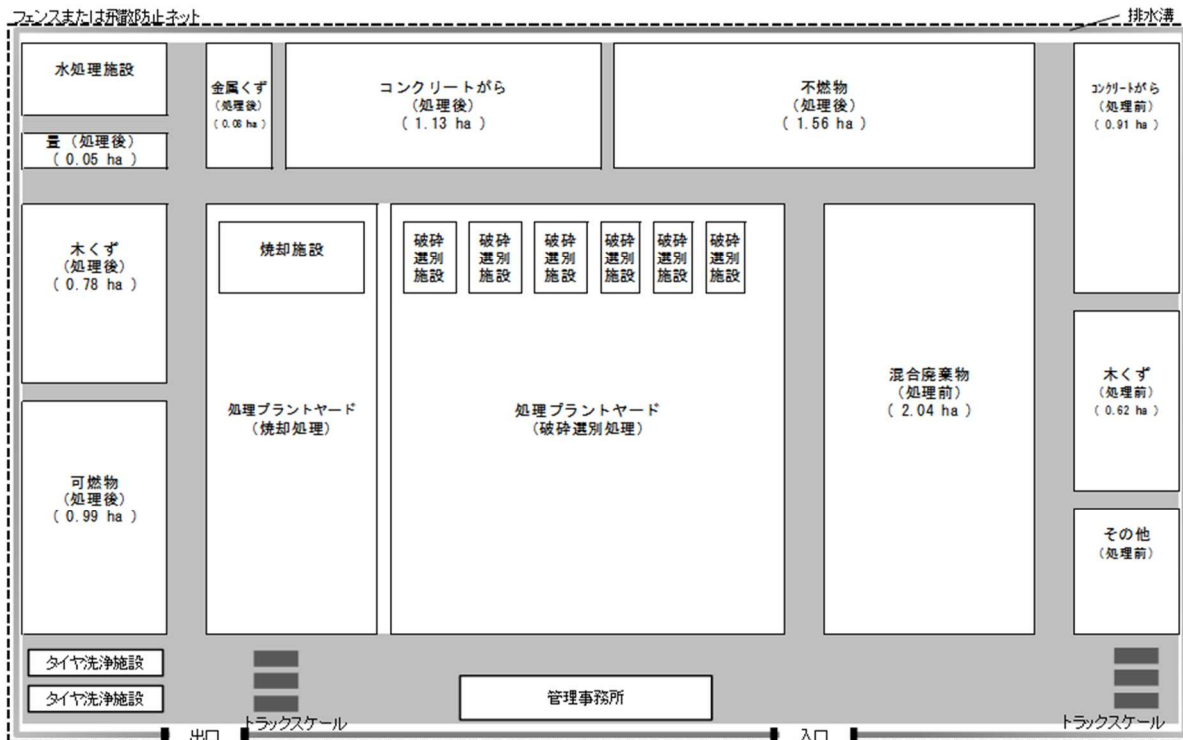 フェンスまたは飛散防止ネット
排水溝
水処理施設
畳(処理後)
( 0.05 ha )
金属くず
(処理後)
( 0.08 ha )
コンクリートがら
(処理後)
( 1.13 ha )
不燃物
(処理後)
( 1.56 ha )
コンクリートがら
(処理前)
( 0.91 ha )
木くず
(処理後)
( 0.78 ha )
焼却施設
破砕
選別
施設
破砕
選別
施設
破砕
選別
施設
破砕
選別
施設
破砕
選別
施設
破砕
選別
施設
処理プラントヤード
(焼却処理)
処理プラントヤード
(破砕選別処理)
混合廃棄物
(処理前)
( 2.04 ha )
木くず
(処理前)
( 0.62 ha )
可燃物
(処理後)
( 0.99 ha )
その他
(処理前)
タイヤ洗浄施設
タイヤ洗浄施設
トラックスケール
管理事務所
トラックスケール
出口
入口